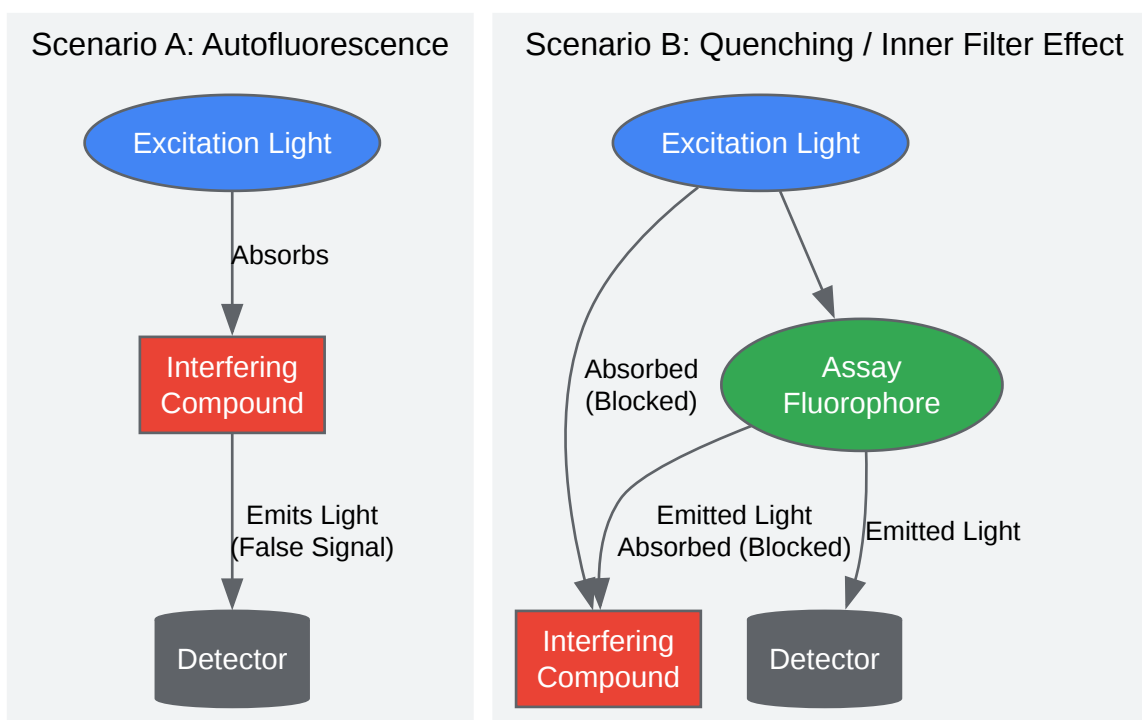 Scenario A: Autofluorescence
Excitation Light
Absorbs
Interfering
Compound
Emits Light
(False Signal)
Detector
Scenario B: Quenching / Inner Filter Effect
Excitation Light
Absorbed
(Blocked)
Assay
Fluorophore
Emitted Light
Absorbed (Blocked)
Emitted Light
Interfering
Compound
Detector